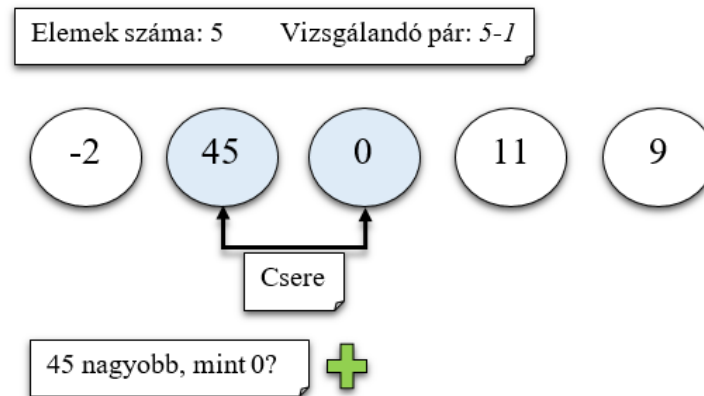 Elemek száma: 5 Vizsgálandó pár: 5-1
-2 45 0 11 9
Csere
45 nagyobb, mint 0?